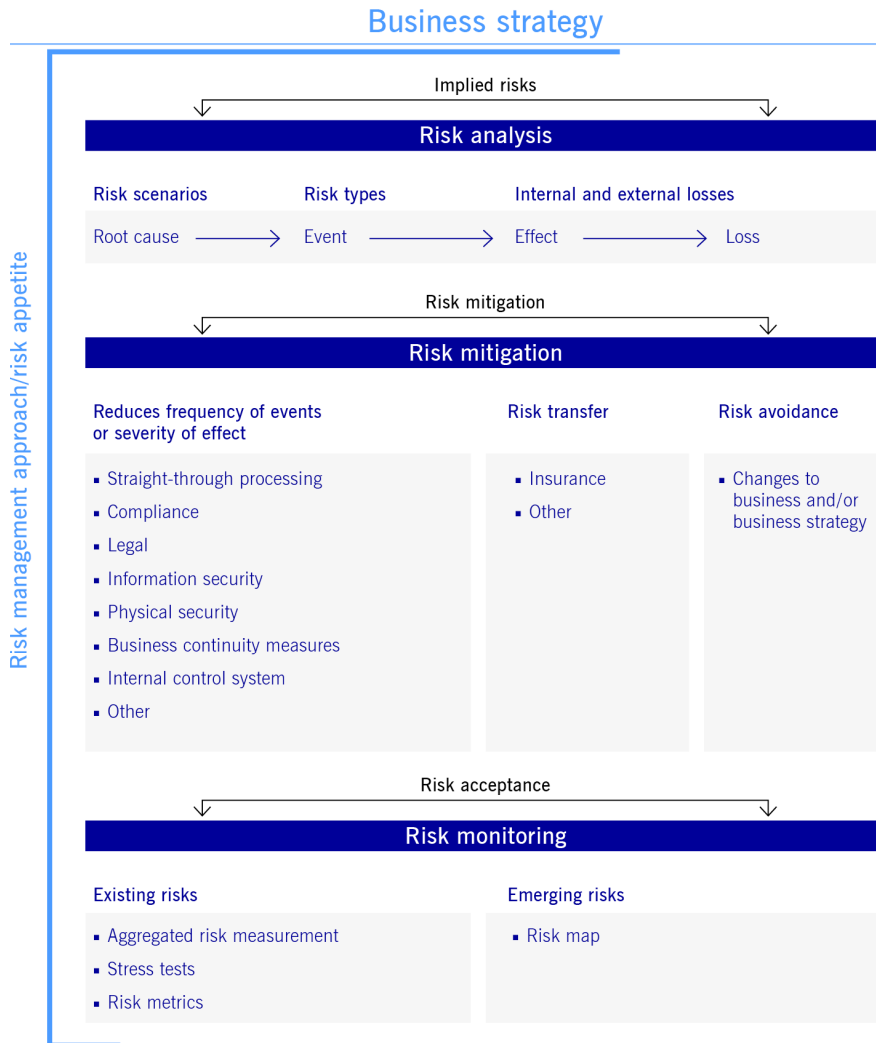 Business strategy
Risk management approach/risk appetite
Implied risks
Risk analysis
Risk scenarios
Risk types
Internal and external losses
Root cause
Event
Effect
Loss
Risk mitigation
Risk mitigation
Reduces frequency of events
or severity of effect
▪ Straight-through processing
▪ Compliance
▪ Legal
▪ Information security
▪ Physical security
▪ Business continuity measures
▪ Internal control system
▪ Other
Risk transfer
▪ Insurance
▪ Other
Risk avoidance
▪ Changes to
business and/or
business strategy
Risk acceptance
Risk monitoring
Existing risks
▪ Aggregated risk measurement
▪ Stress tests
▪ Risk metrics
Emerging risks
▪ Risk map